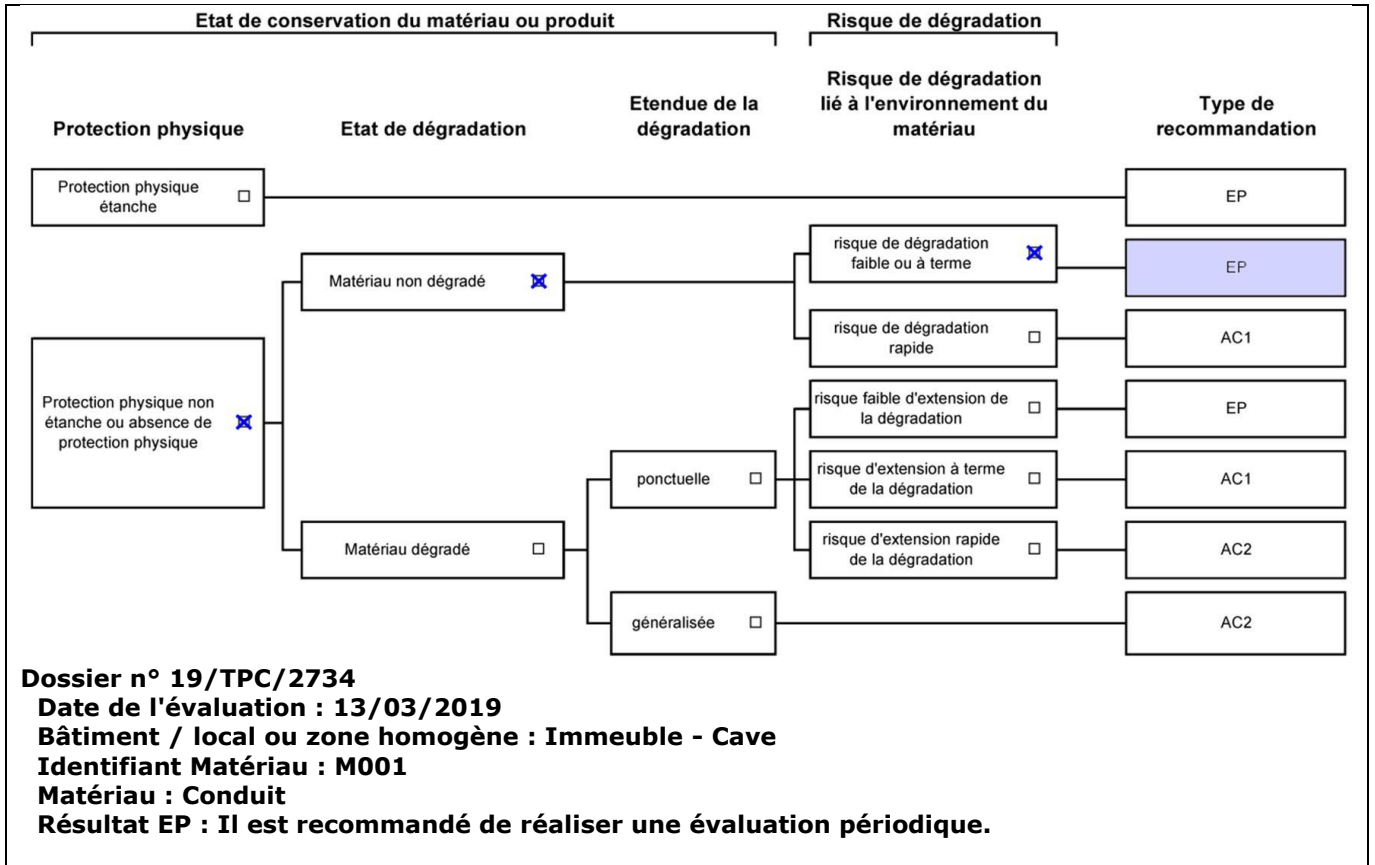 Etat de conservation du matériau ou produit
Risque de dégradation
Protection physique
Etat de dégradation
Etendue de la
dégradation
Risque de dégradation
lié à l'environnement du
matériau
Type de
recommandation
Protection physique
étanche
EP
risque de dégradation
faible ou à terme
EP
Matériau non dégradé
risque de dégradation
rapide
AC1
Protection physique non
étanche ou absence de
protection physique
risque faible d'extension de
la dégradation
EP
ponctuelle
risque d'extension à terme
de la dégradation
AC1
Matériau dégradé
risque d'extension rapide
de la dégradation
AC2
généralisée
AC2
Dossier n° 19/TPC/2734
Date de l'évaluation : 13/03/2019
Bâtiment / local ou zone homogène : Immeuble - Cave
Identifiant Matériau : M001
Matériau : Conduit
Résultat EP : Il est recommandé de réaliser une évaluation périodique.